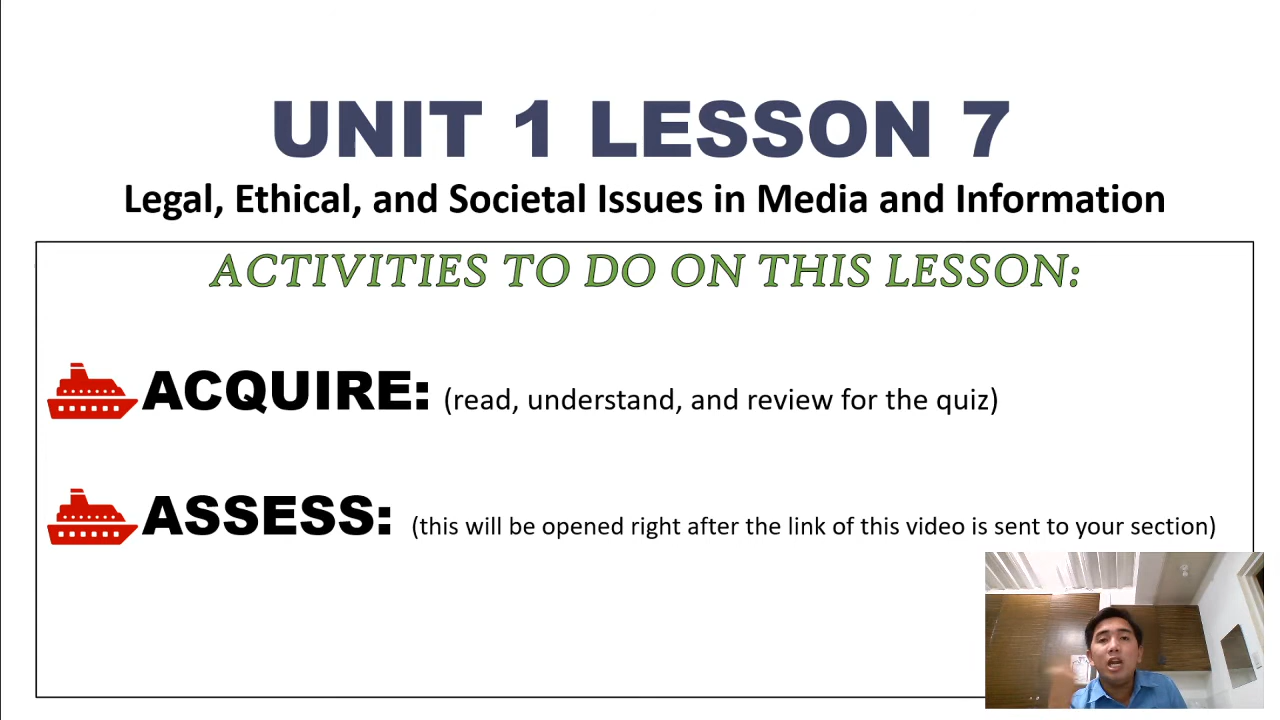 UNIT 1 LESSON 7
Legal, Ethical, and Societal Issues in Media and Information
ACTIVITIES TO DO ON THIS LESSON:
ACQUIRE: (read, understand, and review for the quiz)
ASSESS: (this will be opened right after the link of this video is sent to your section)